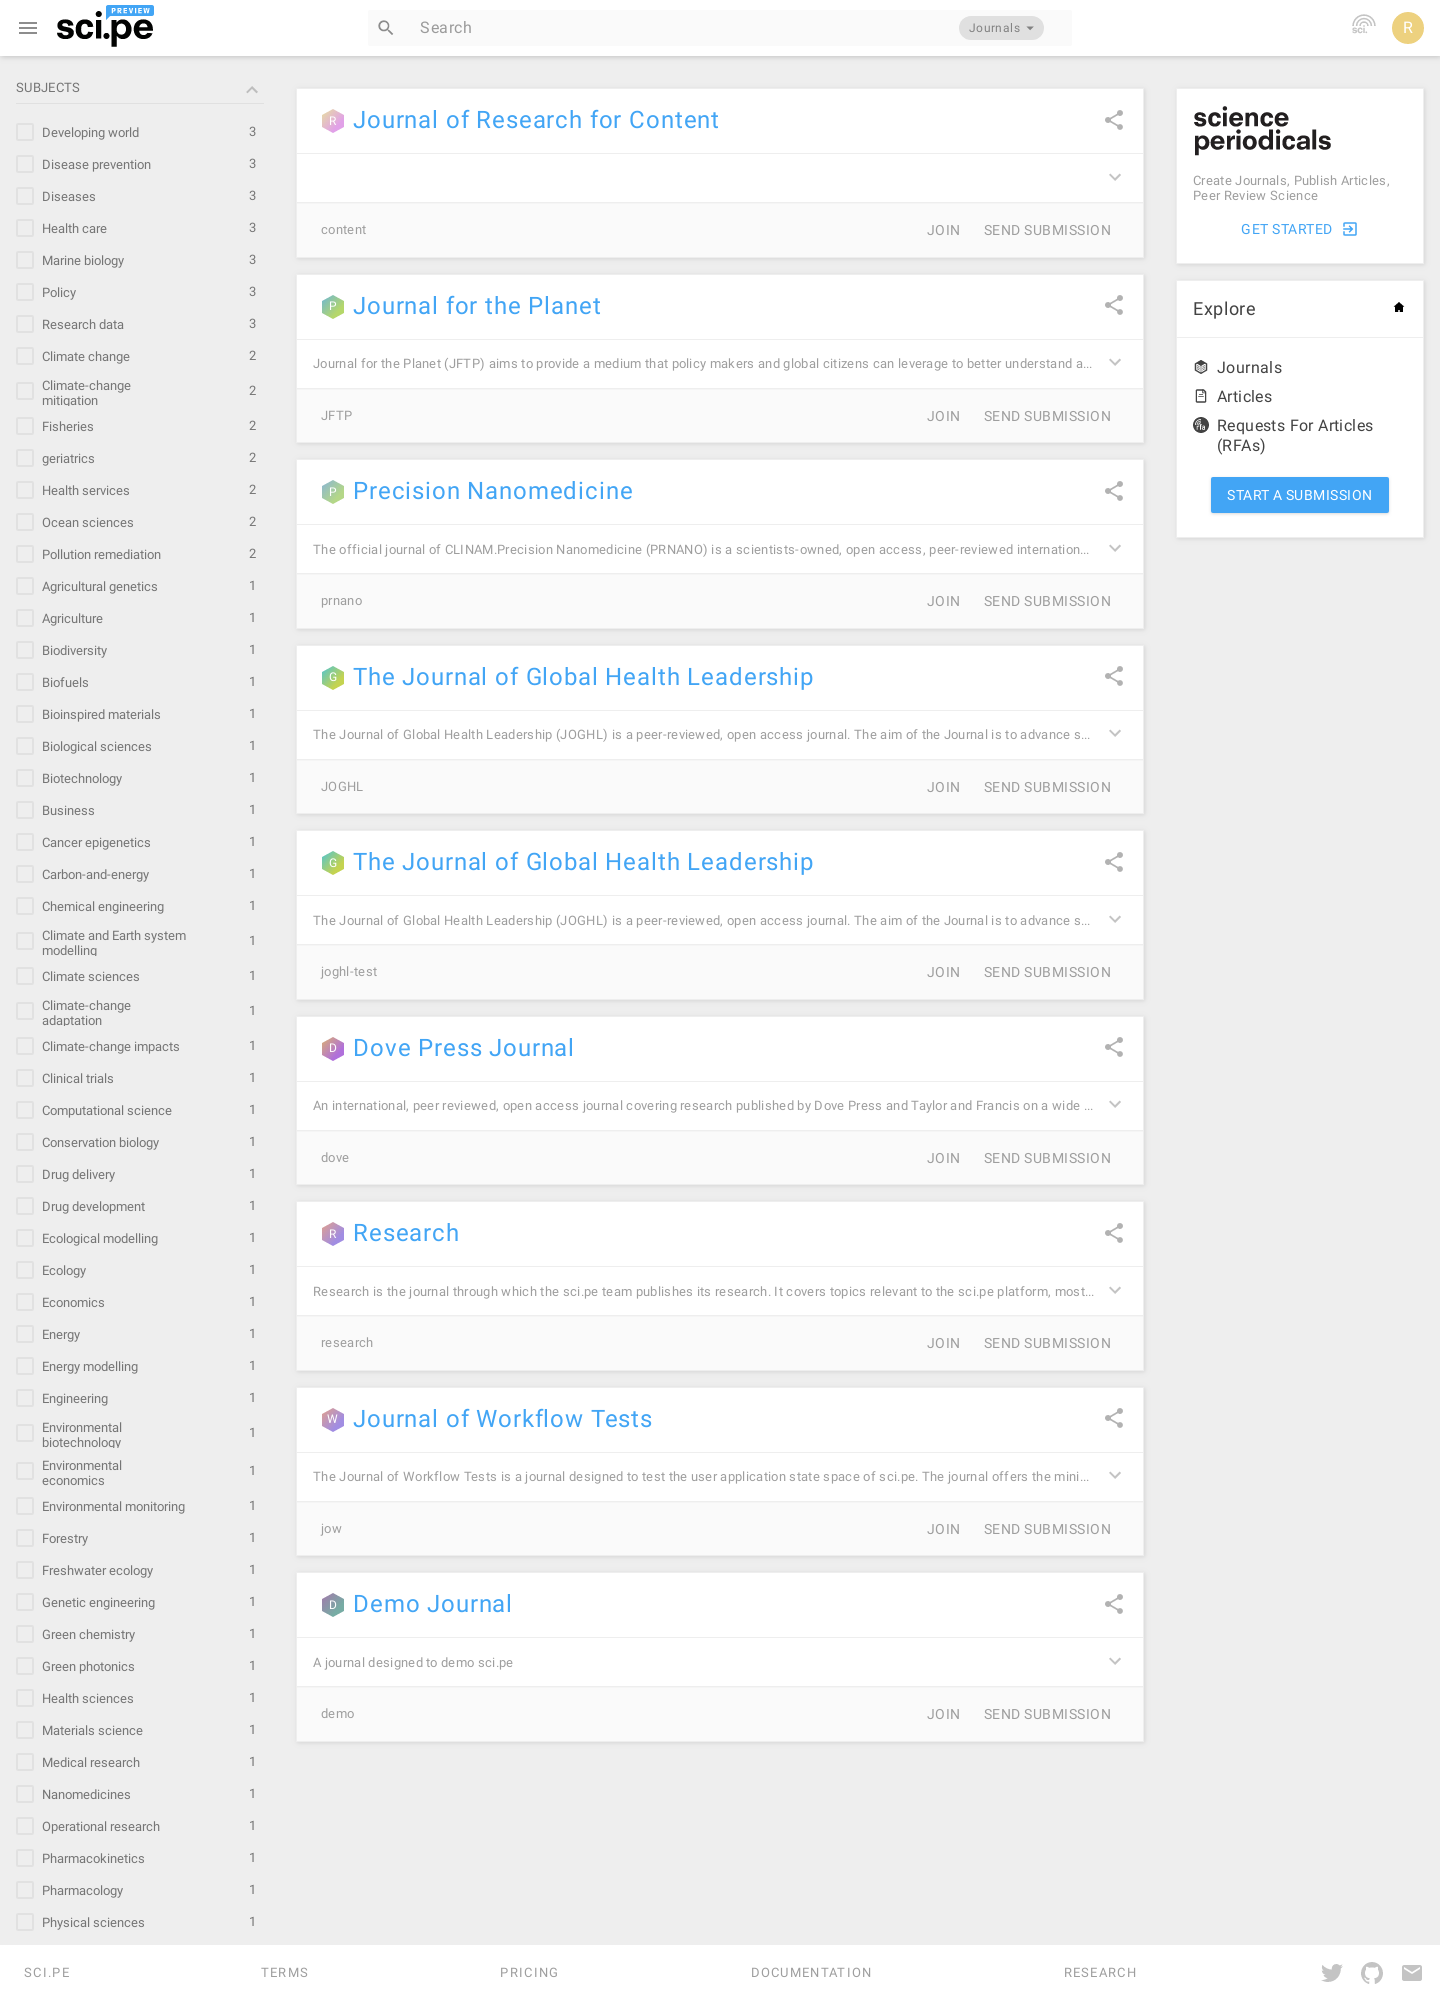 sci.pe
PREVIEW
Search
Journals
sci.
R
SUBJECTS
Developing world 3
Disease prevention 3
Diseases 3
Health care 3
Marine biology 3
Policy 3
Research data 3
Climate change 2
Climate-change
mitigation 2
Fisheries 2
geriatrics 2
Health services 2
Ocean sciences 2
Pollution remediation 2
Agricultural genetics 1
Agriculture 1
Biodiversity 1
Biofuels 1
Bioinspired materials 1
Biological sciences 1
Biotechnology 1
Business 1
Cancer epigenetics 1
Carbon-and-energy 1
Chemical engineering 1
Climate and Earth system
modelling 1
Climate sciences 1
Climate-change
adaptation 1
Climate-change impacts 1
Clinical trials 1
Computational science 1
Conservation biology 1
Drug delivery 1
Drug development 1
Ecological modelling 1
Ecology 1
Economics 1
Energy 1
Energy modelling 1
Engineering 1
Environmental
biotechnology 1
Environmental
economics 1
Environmental monitoring 1
Forestry 1
Freshwater ecology 1
Genetic engineering 1
Green chemistry 1
Green photonics 1
Health sciences 1
Materials science 1
Medical research 1
Nanomedicines 1
Operational research 1
Pharmacokinetics 1
Pharmacology 1
Physical sciences 1
R Journal of Research for Content
content JOIN SEND SUBMISSION
P Journal for the Planet
Journal for the Planet (JFTP) aims to provide a medium that policy makers and global citizens can leverage to better understand a...
JFTP JOIN SEND SUBMISSION
P Precision Nanomedicine
The official journal of CLINAM.Precision Nanomedicine (PRNANO) is a scientists-owned, open access, peer-reviewed internation...
prnano JOIN SEND SUBMISSION
G The Journal of Global Health Leadership
The Journal of Global Health Leadership (JOGHL) is a peer-reviewed, open access journal. The aim of the Journal is to advance s...
JOGHL JOIN SEND SUBMISSION
G The Journal of Global Health Leadership
The Journal of Global Health Leadership (JOGHL) is a peer-reviewed, open access journal. The aim of the Journal is to advance s...
joghl-test JOIN SEND SUBMISSION
D Dove Press Journal
An international, peer reviewed, open access journal covering research published by Dove Press and Taylor and Francis on a wide ...
dove JOIN SEND SUBMISSION
R Research
Research is the journal through which the sci.pe team publishes its research. It covers topics relevant to the sci.pe platform, most...
research JOIN SEND SUBMISSION
W Journal of Workflow Tests
The Journal of Workflow Tests is a journal designed to test the user application state space of sci.pe. The journal offers the mini...
jow JOIN SEND SUBMISSION
D Demo Journal
A journal designed to demo sci.pe
demo JOIN SEND SUBMISSION
science
periodicals
Create Journals, Publish Articles,
Peer Review Science
GET STARTED
Explore
Journals
Articles
Requests For Articles
(RFAs)
START A SUBMISSION
SCI.PE TERMS PRICING DOCUMENTATION RESEARCH